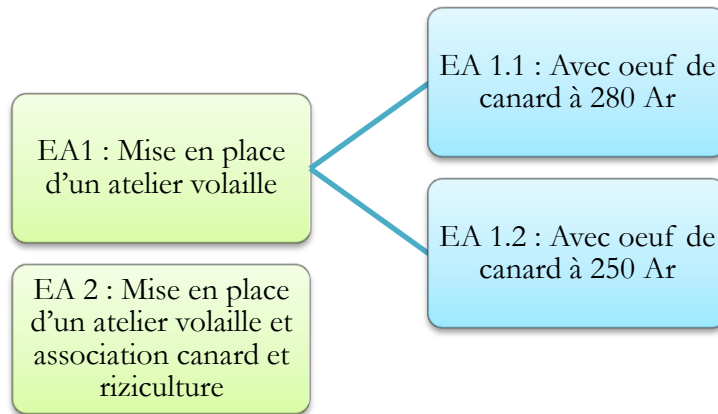 EA1 : Mise en place
d'un atelier volaille
EA 1.1 : Avec oeuf de
canard à 280 Ar
EA 1.2 : Avec oeuf de
canard à 250 Ar
EA 2 : Mise en place
d'un atelier volaille et
association canard et
riziculture